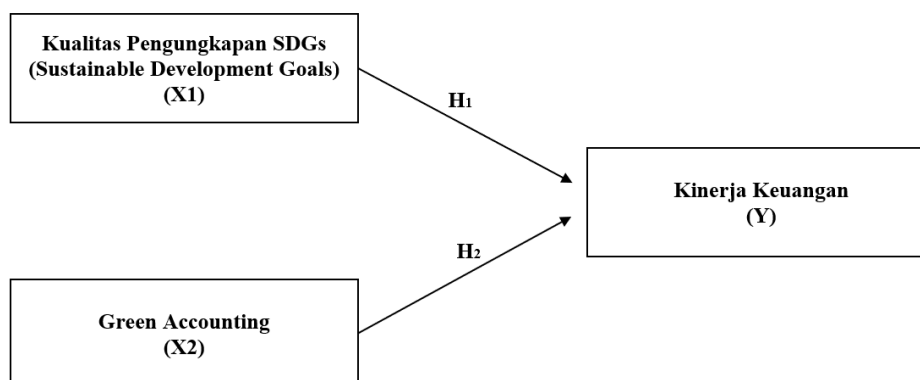 Kualitas Pengungkapan SDGs
(Sustainable Development Goals)
(X1)
H1
Kinerja Keuangan
(Y)
H2
Green Accounting
(X2)